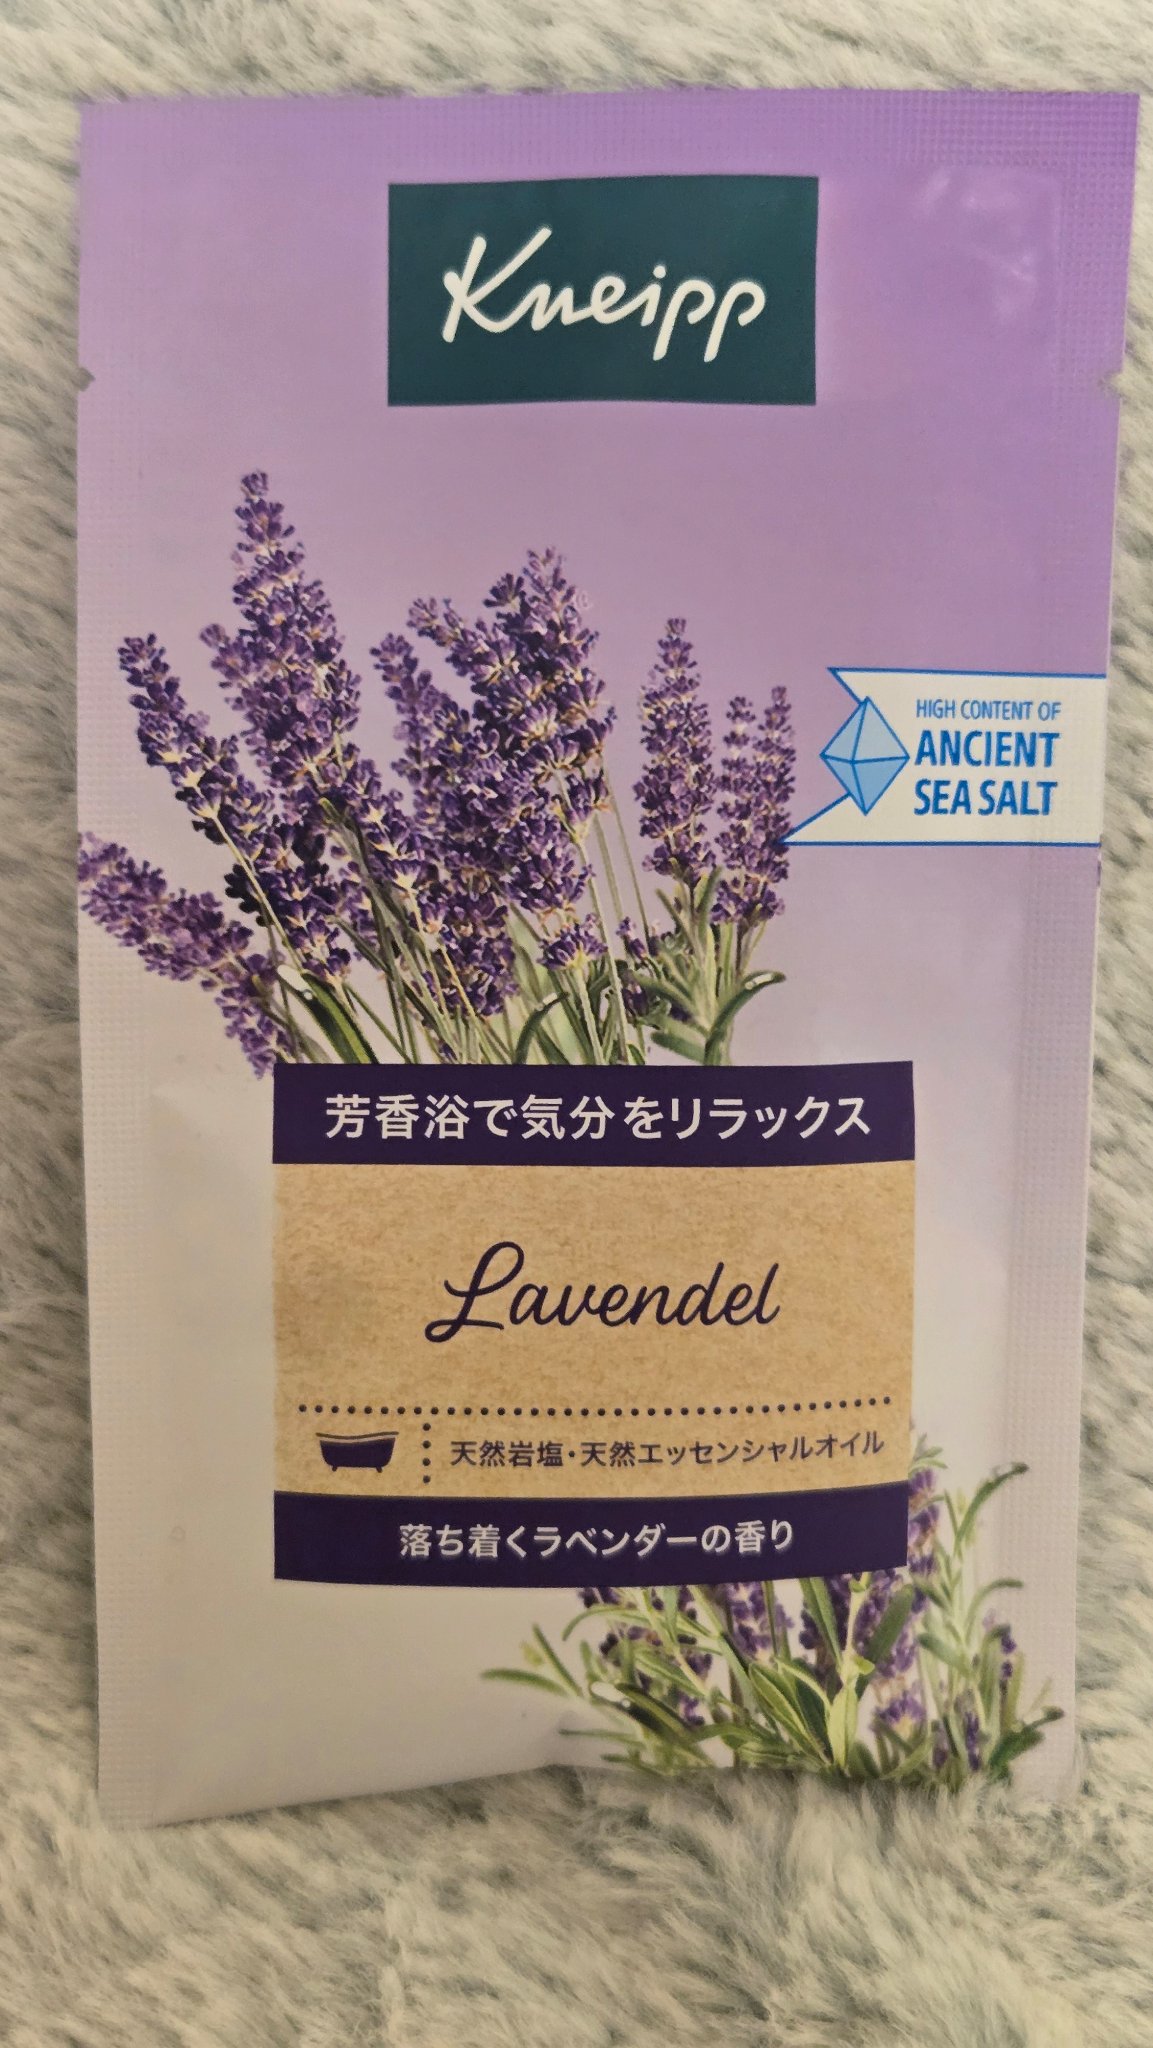 Kneipp
HIGH CONTENT OF
ANCIENT
SEA SALT
芳香浴で気分をリラックス
Lavendel
天然岩塩・天然エッセンシャルオイル
落ち着くラベンダーの香り